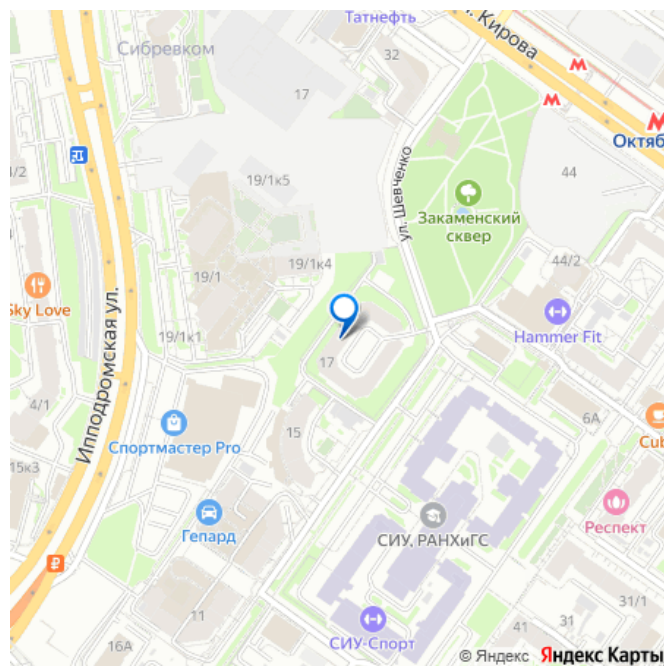 Татнефть
ул. Кирова
32
Сибревком
17
М
М
М
Октяб
44
ул. Шевченко
19/1к5
Закаменский
сквер
19/1к4
44/2
19/1
Sky Love
Ипподромская ул.
19/1к1
Hammer Fit
17
4/1
6А
15
Cub
15к3
Спортмастер Pro
Респект
Гепард
СИУ, РАНХиГС
11
16А
СИУ-Спорт
41
31
31/1
© Яндекс Яндекс Карты